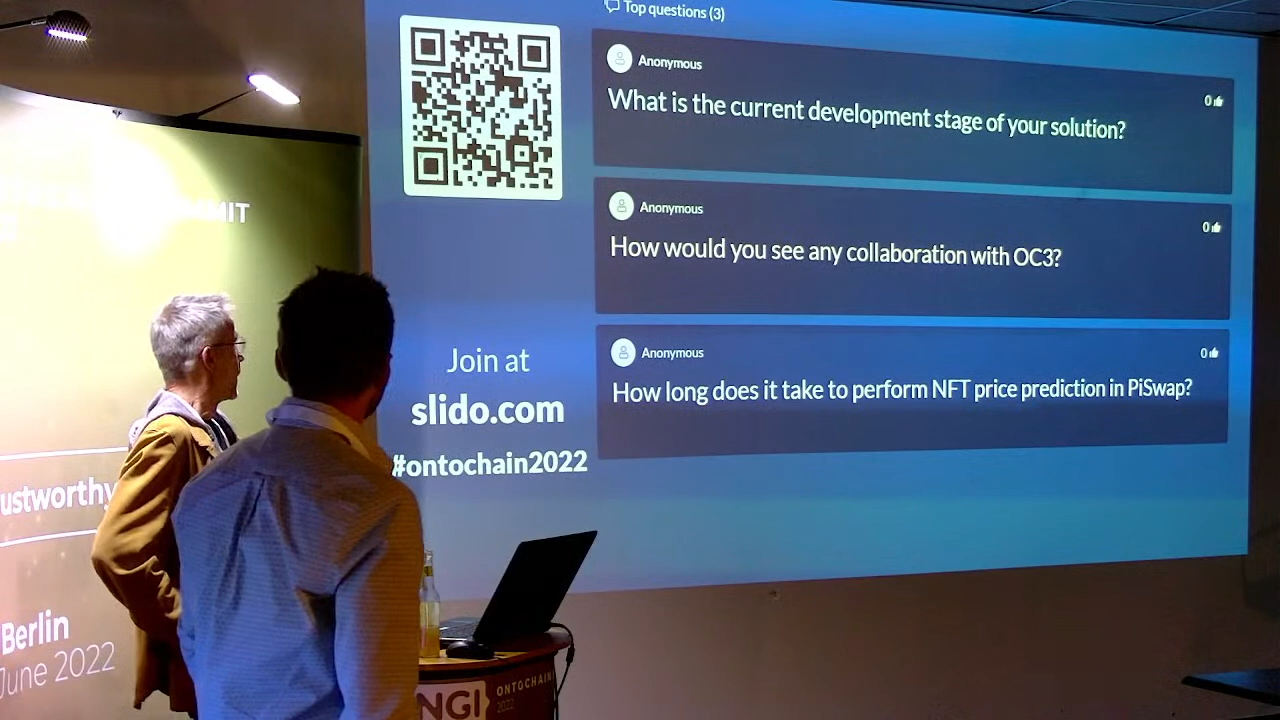 Top questions (3)
Anonymous
0
What is the current development stage of your solution?
Anonymous
0
How would you see any collaboration with OC3?
Anonymous
0
How long does it take to perform NFT price prediction in PiSwap?
Join at
slido.com
#ontochain2022
Berlin
June 2022
NGI
ONTOCHAIN
2022